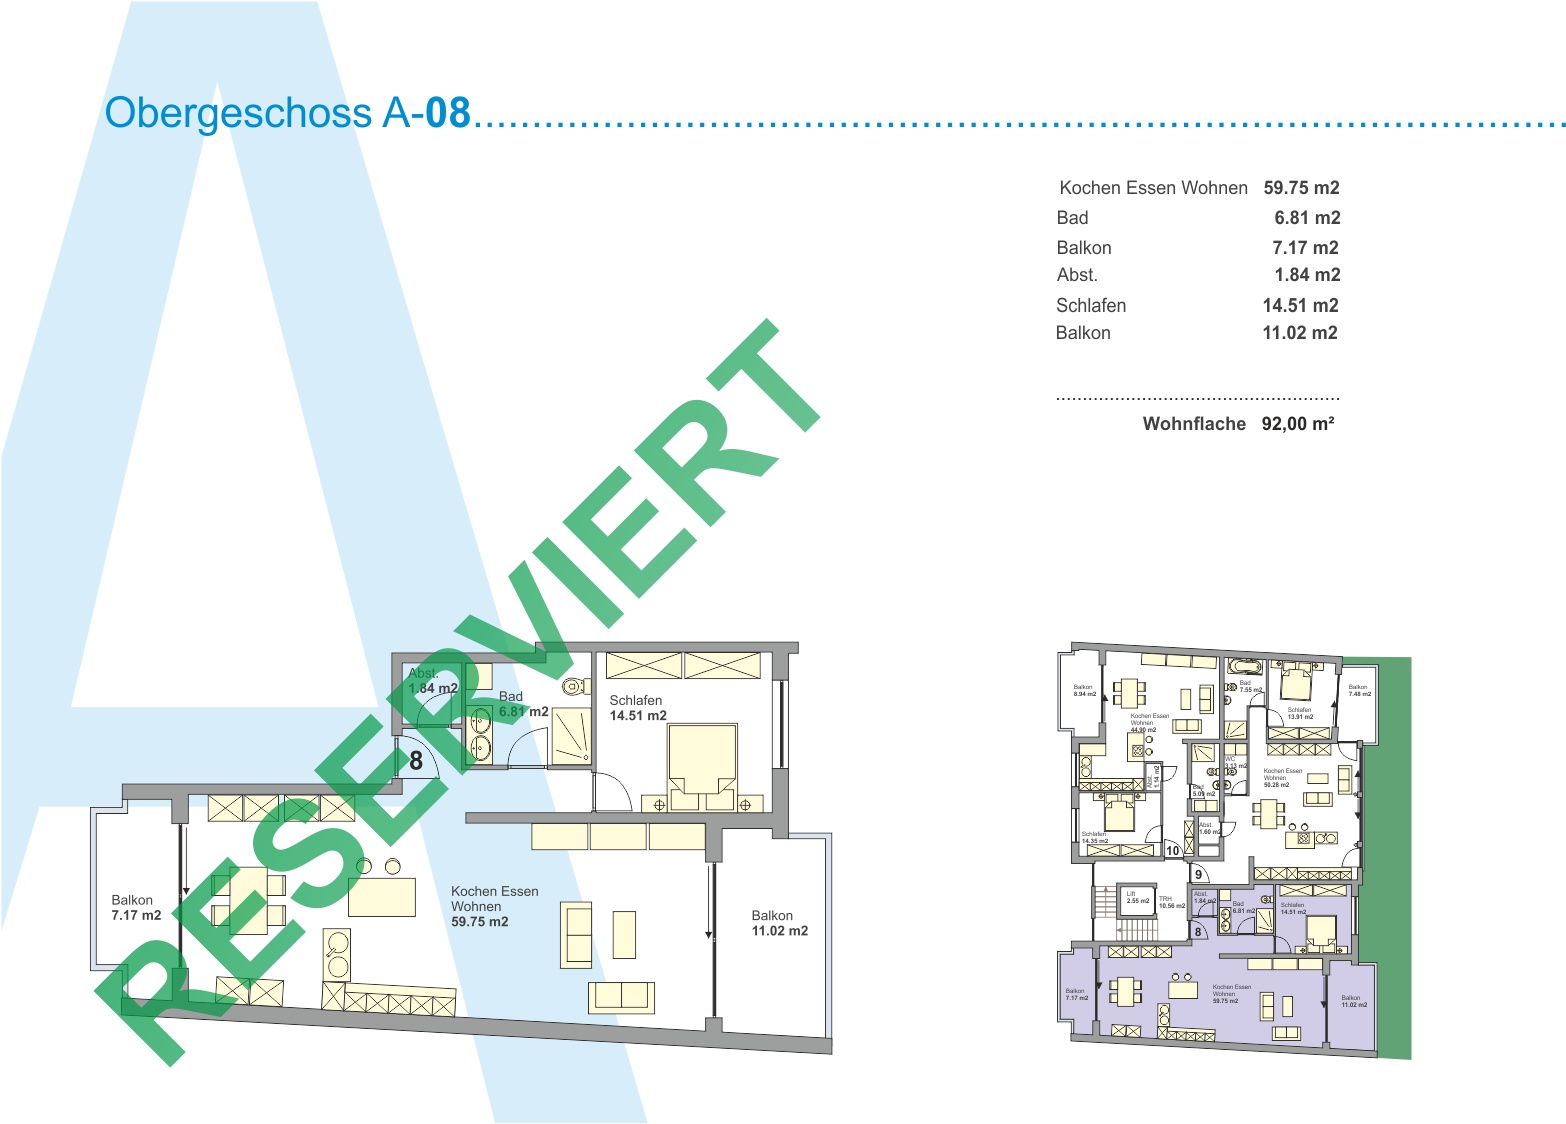 Obergeschoss A-08
Kochen Essen Wohnen 59.75 m2
Bad 6.81 m2
Balkon 7.17 m2
Abst. 1.84 m2
Schlafen 14.51 m2
Balkon 11.02 m2
Wohnflache 92,00 m²
A
RESERVIERT
Abst.
1.84 m2
Bad
6.81 m2
Schlafen
14.51 m2
8
Balkon
7.17 m2
Kochen Essen
Wohnen
59.75 m2
Balkon
11.02 m2
Balkon
8.94 m2
Kochen Essen
Wohnen
44.90 m2
Bad
7.55 m2
Schlafen
13.91 m2
Balkon
7.48 m2
Abst.
1.14 m2
WC
3.13 m2
Bad
5.09 m2
Kochen Essen
Wohnen
50.28 m2
Schlafen
14.35 m2
Abst.
1.60 m2
10
9
Lift
2.55 m2
TRH
10.56 m2
Abst.
1.84 m2
Bad
6.81 m2
Schlafen
14.51 m2
8
Balkon
7.17 m2
Kochen Essen
Wohnen
59.75 m2
Balkon
11.02 m2